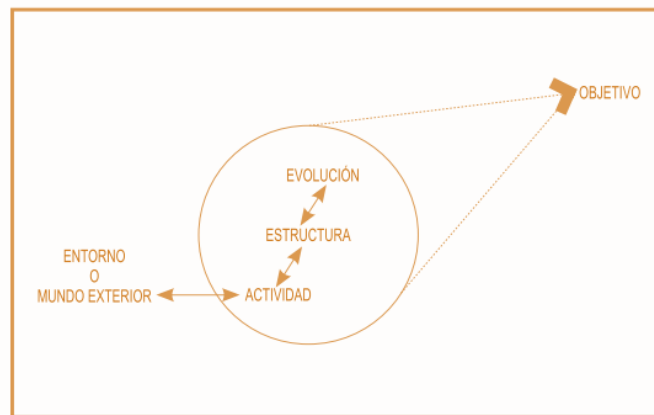 OBJETIVO
EVOLUCIÓN
ESTRUCTURA
ENTORNO
O
MUNDO EXTERIOR
ACTIVIDAD